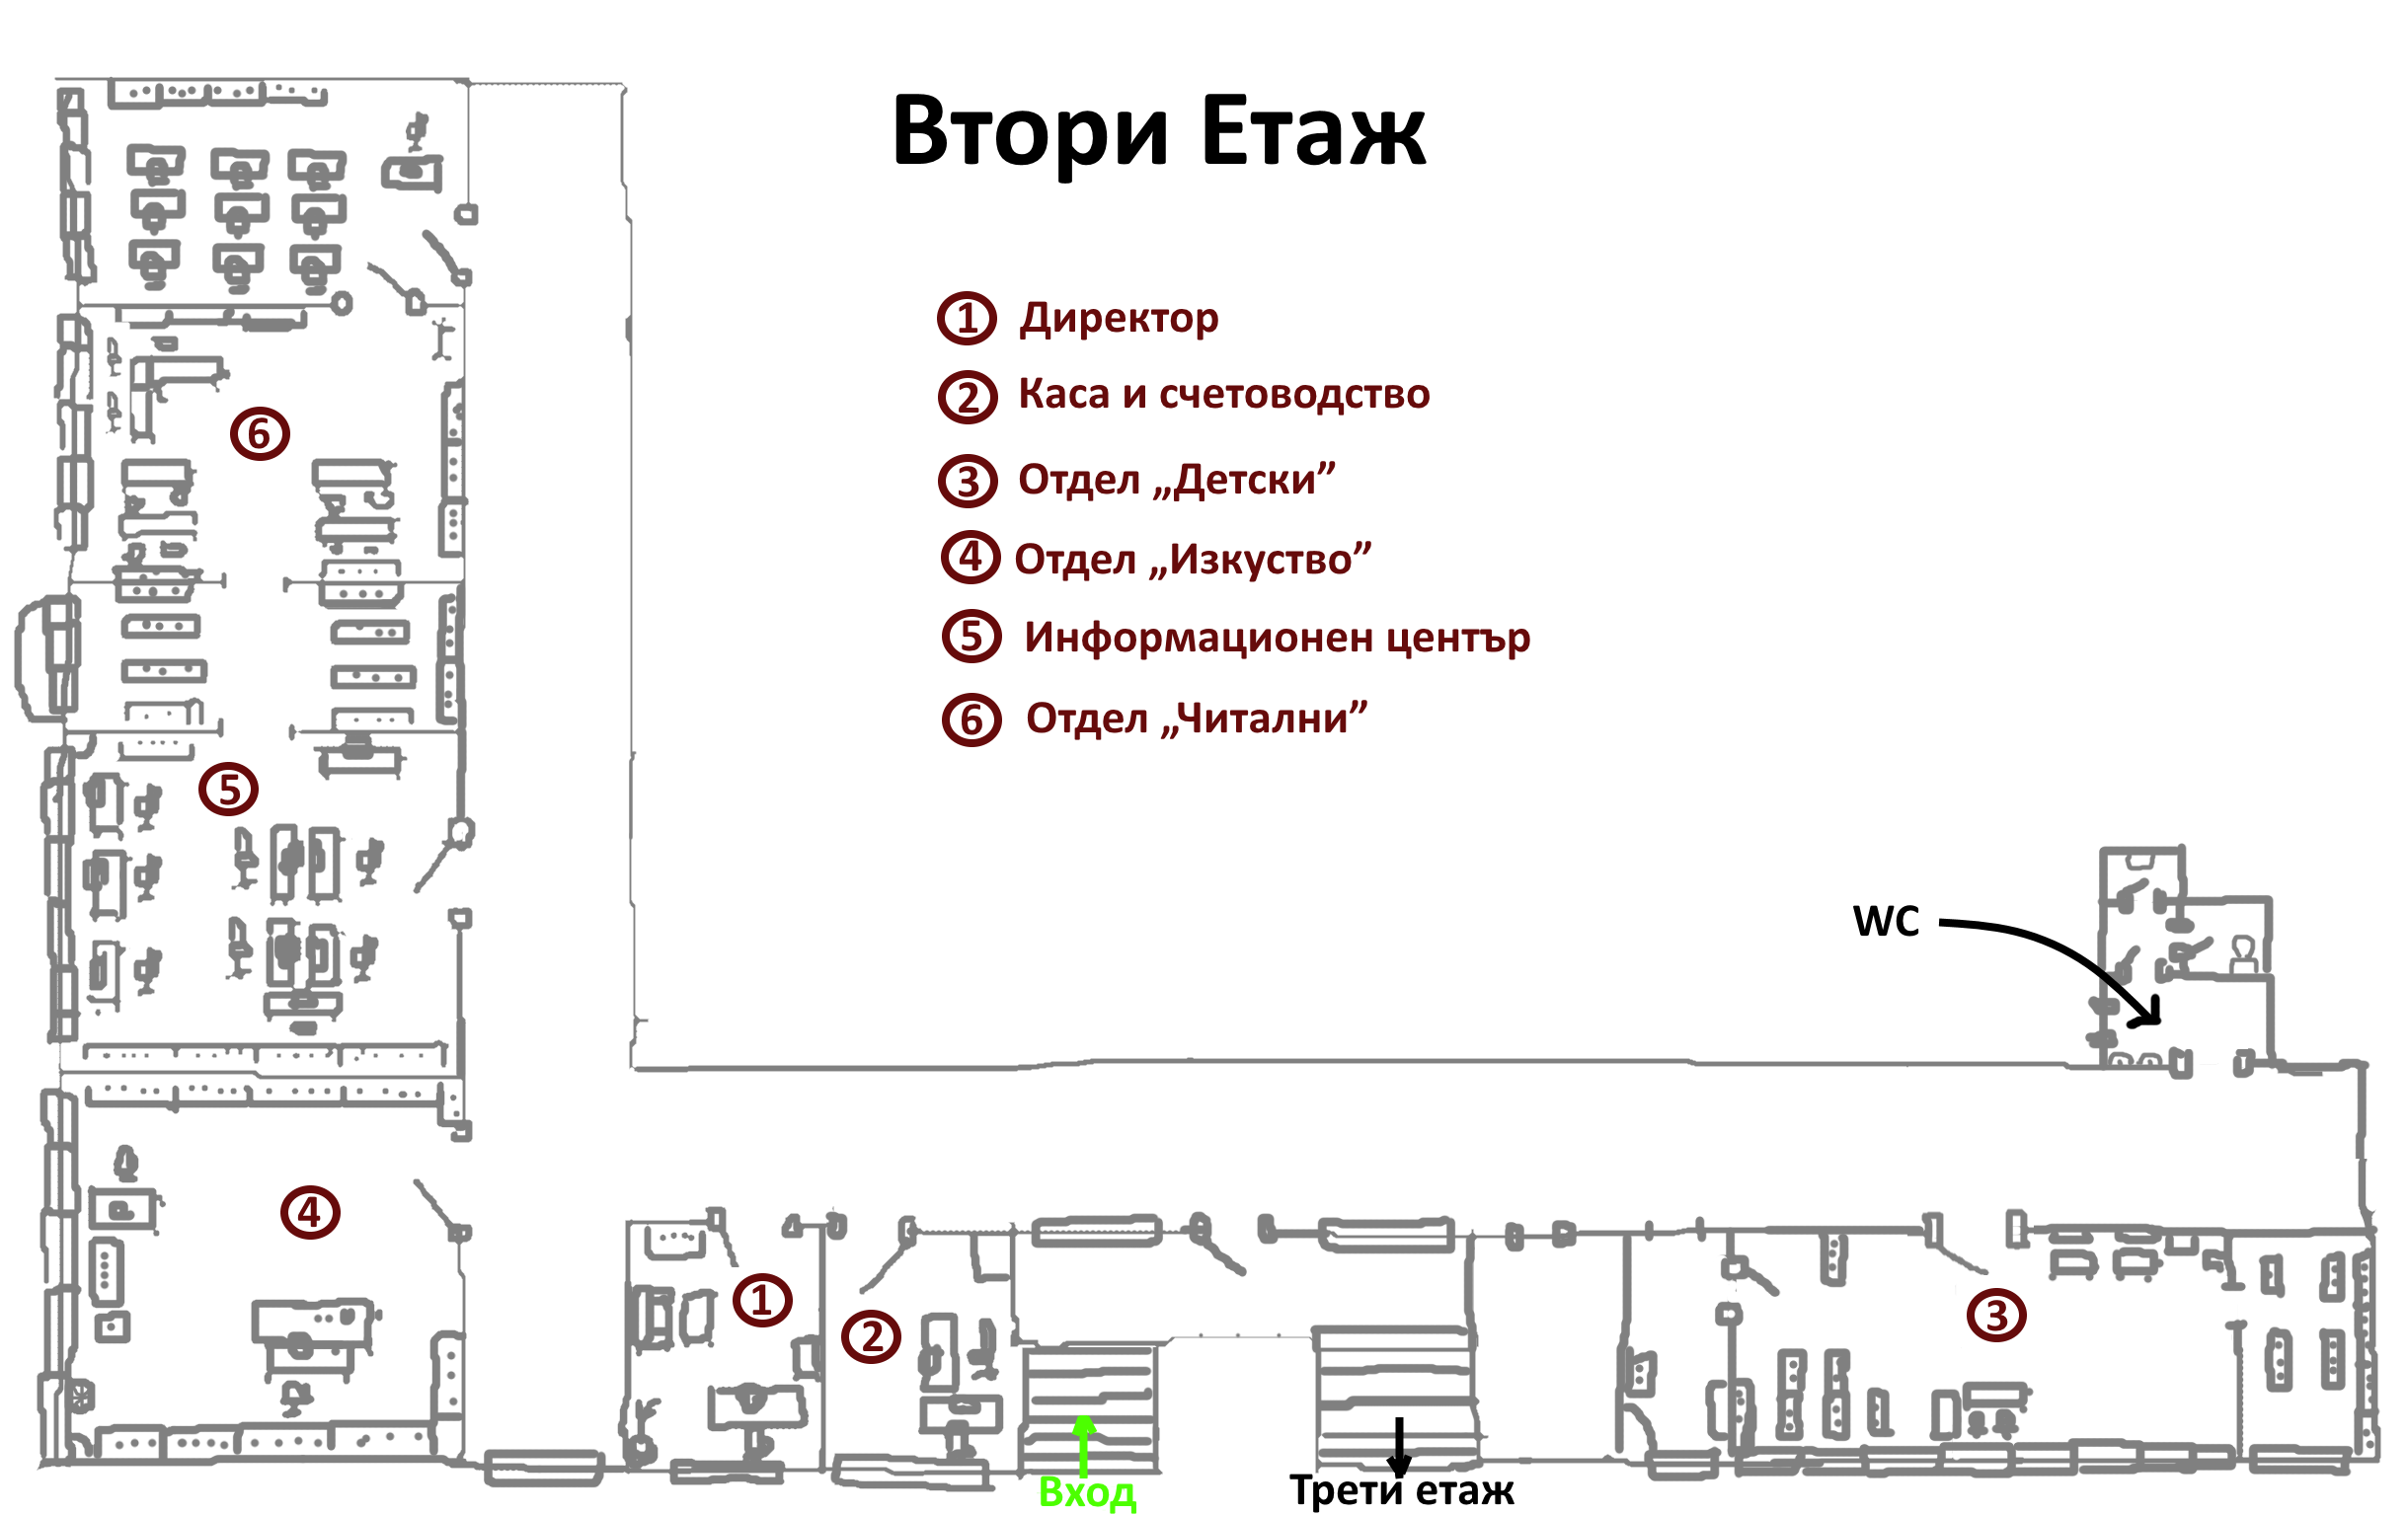 Втори Етаж
1 Директор
2 Каса и счетоводство
3 Отдел „Детски”
4 Отдел „Изкуство”
5 Информационен център
6 Отдел „Читални”
6
5
WC
4
1
2
3
Вход
Трети етаж